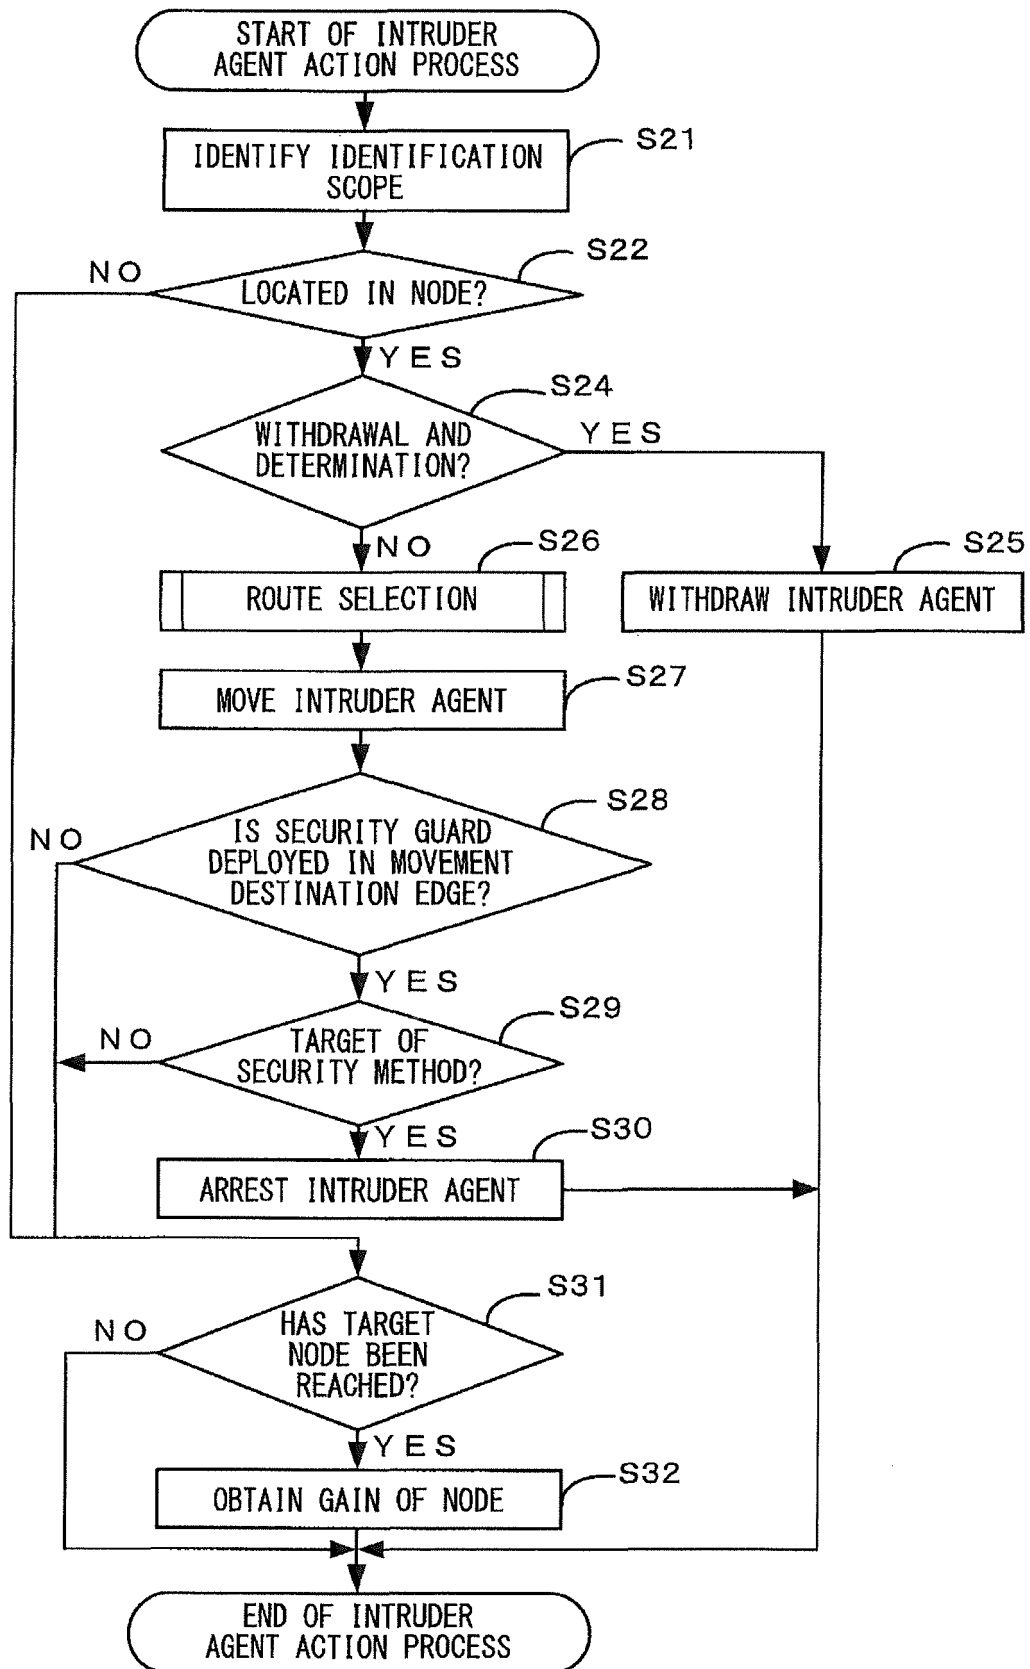 START OF INTRUDER
AGENT ACTION PROCESS
S21
IDENTIFY IDENTIFICATION
SCOPE
S22
NO
LOCATED IN NODE?
YES
S24
WITHDRAWAL AND
DETERMINATION?
YES
NO
S26
S25
ROUTE SELECTION
WITHDRAW INTRUDER AGENT
S27
MOVE INTRUDER AGENT
S28
NO
IS SECURITY GUARD
DEPLOYED IN MOVEMENT
DESTINATION EDGE?
YES
S29
NO
TARGET OF
SECURITY METHOD?
YES
S30
ARREST INTRUDER AGENT
S31
NO
HAS TARGET
NODE BEEN
REACHED?
YES
S32
OBTAIN GAIN OF NODE
END OF INTRUDER
AGENT ACTION PROCESS